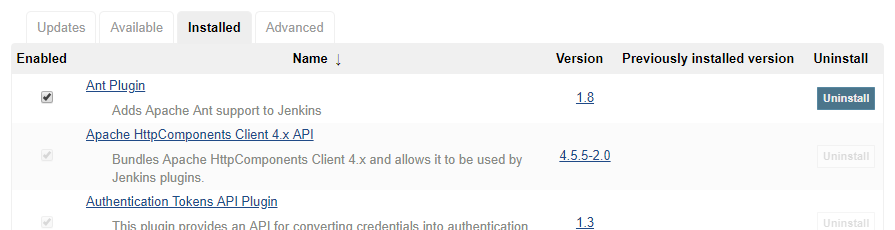 Updates Available Installed Advanced
Enabled Name ↓ Version Previously installed version Uninstall
Ant Plugin
Adds Apache Ant support to Jenkins
1.8 Uninstall
Apache HttpComponents Client 4.x API
Bundles Apache HttpComponents Client 4.x and allows it to be used by
Jenkins plugins.
4.5.5-2.0 Uninstall
Authentication Tokens API Plugin
This plugin provides an API for converting credentials into authentication
1.3 Uninstall